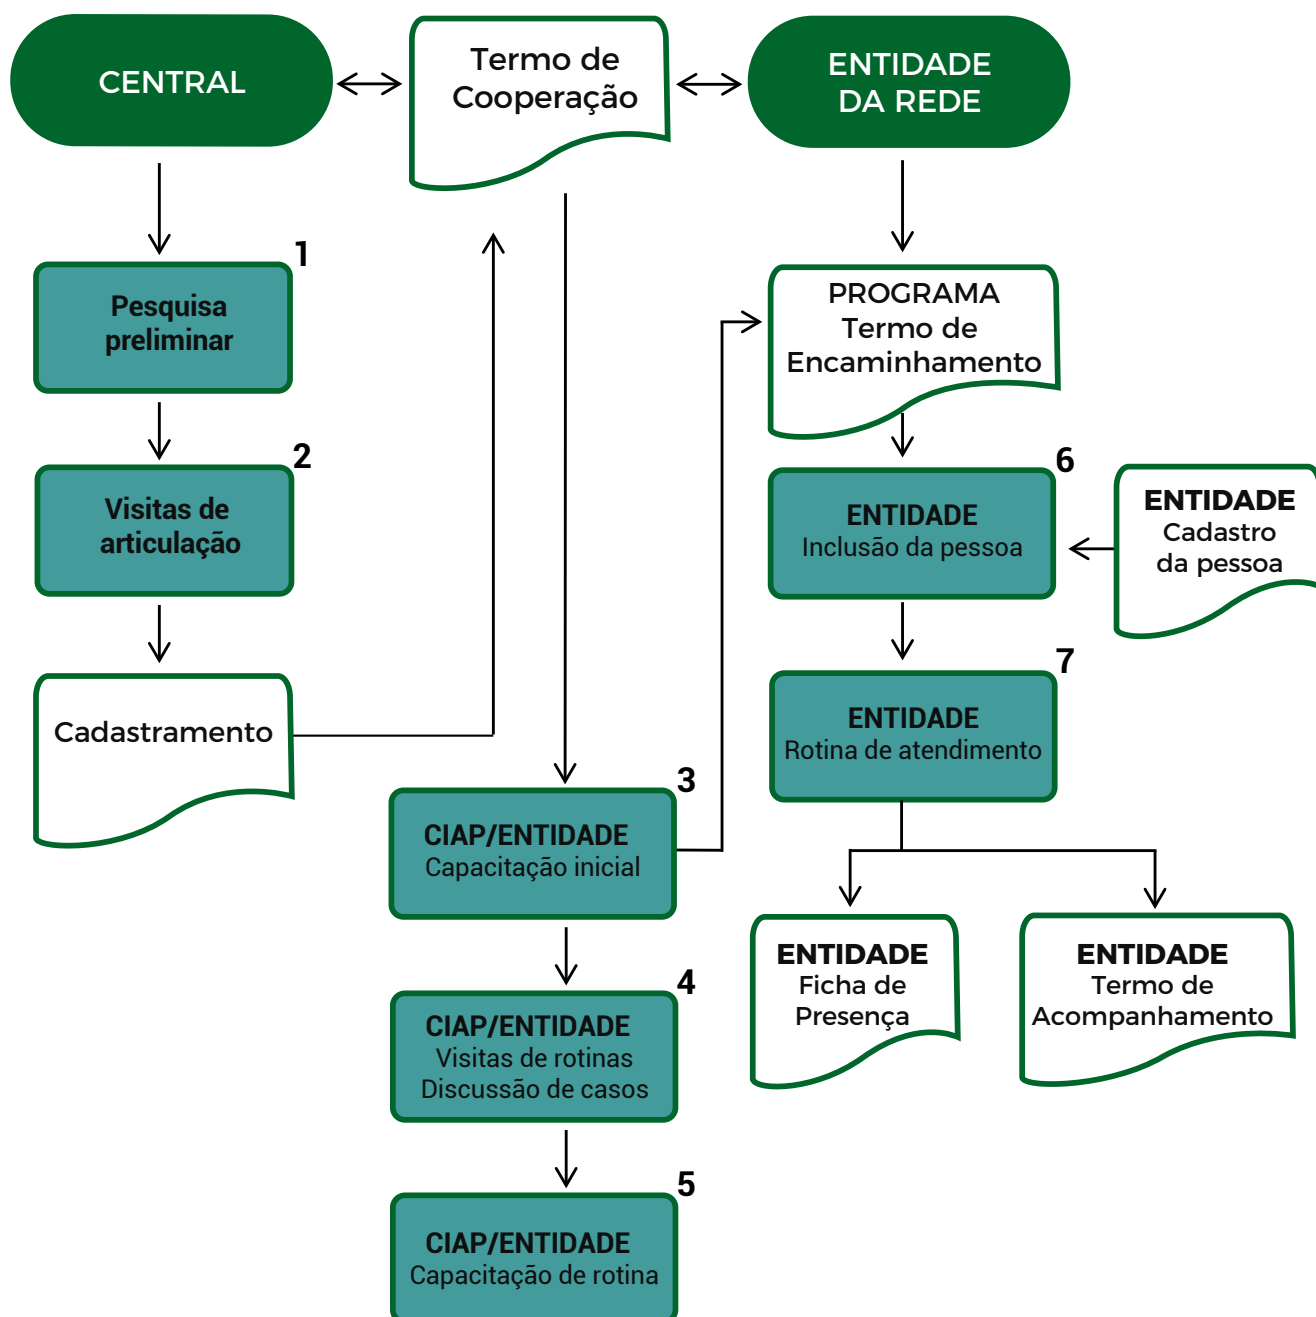 CENTRAL
Termo de
Cooperação
ENTIDADE
DA REDE
1
Pesquisa
preliminar
2
Visitas de
articulação
Cadastramento
3
CIAP/ENTIDADE
Capacitação inicial
4
CIAP/ENTIDADE
Visitas de rotinas
Discussão de casos
5
CIAP/ENTIDADE
Capacitação de rotina
PROGRAMA
Termo de
Encaminhamento
6
ENTIDADE
Inclusão da pessoa
ENTIDADE
Cadastro
da pessoa
7
ENTIDADE
Rotina de atendimento
ENTIDADE
Ficha de
Presença
ENTIDADE
Termo de
Acompanhamento